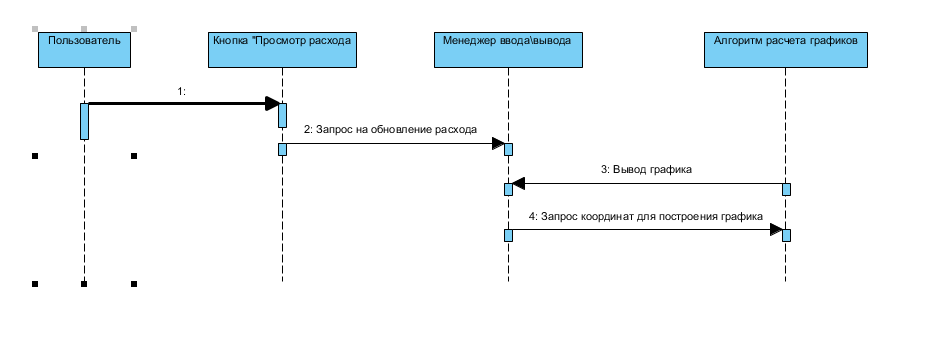 Пользователь
Кнопка "Просмотр расхода
Менеджер ввода\вывода
Алгоритм расчета графиков
1:
2: Запрос на обновление расхода
3: Вывод графика
4: Запрос координат для построения графика